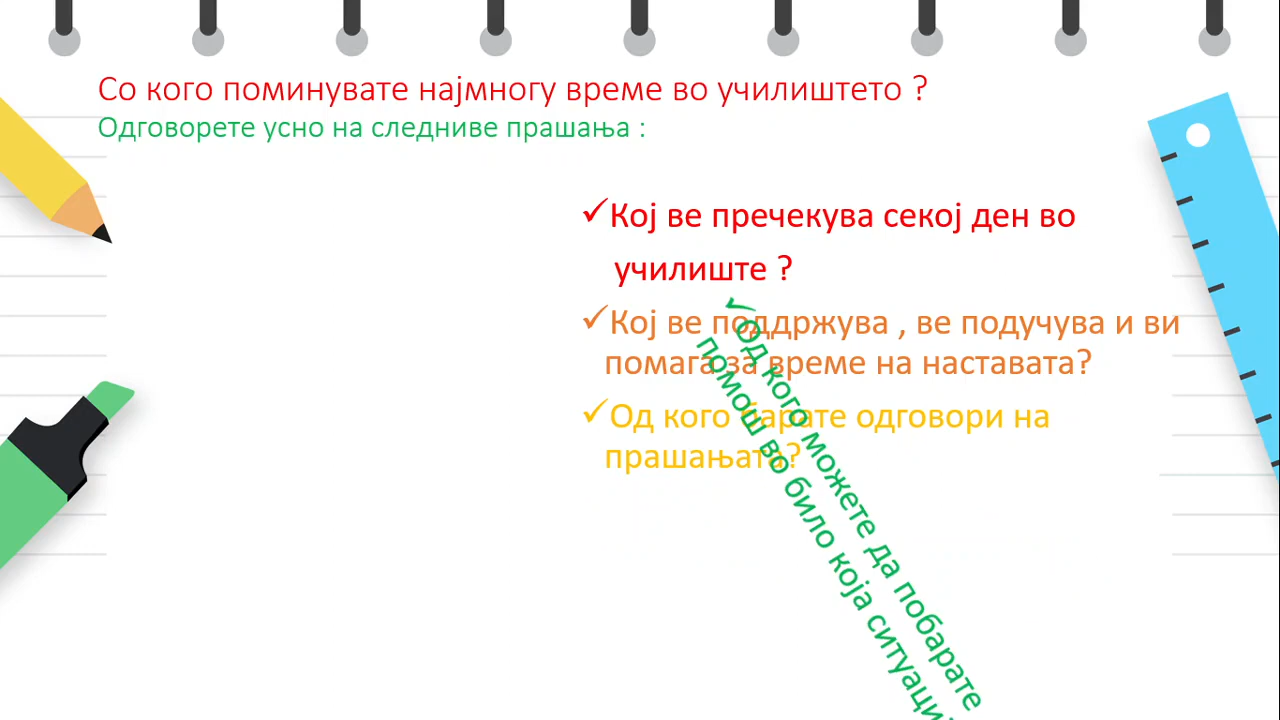 Со кого поминувате најмногу време во училиштето ?
Одговорете усно на следниве прашања :
✓Кој ве пречекува секој ден во
училиште ?
✓Кој ве поддржува , ве подучува и ви
помага за време на наставата?
✓Од кого барате одговори на
прашањата?
✓Од кого можете да побарате
помош во било која